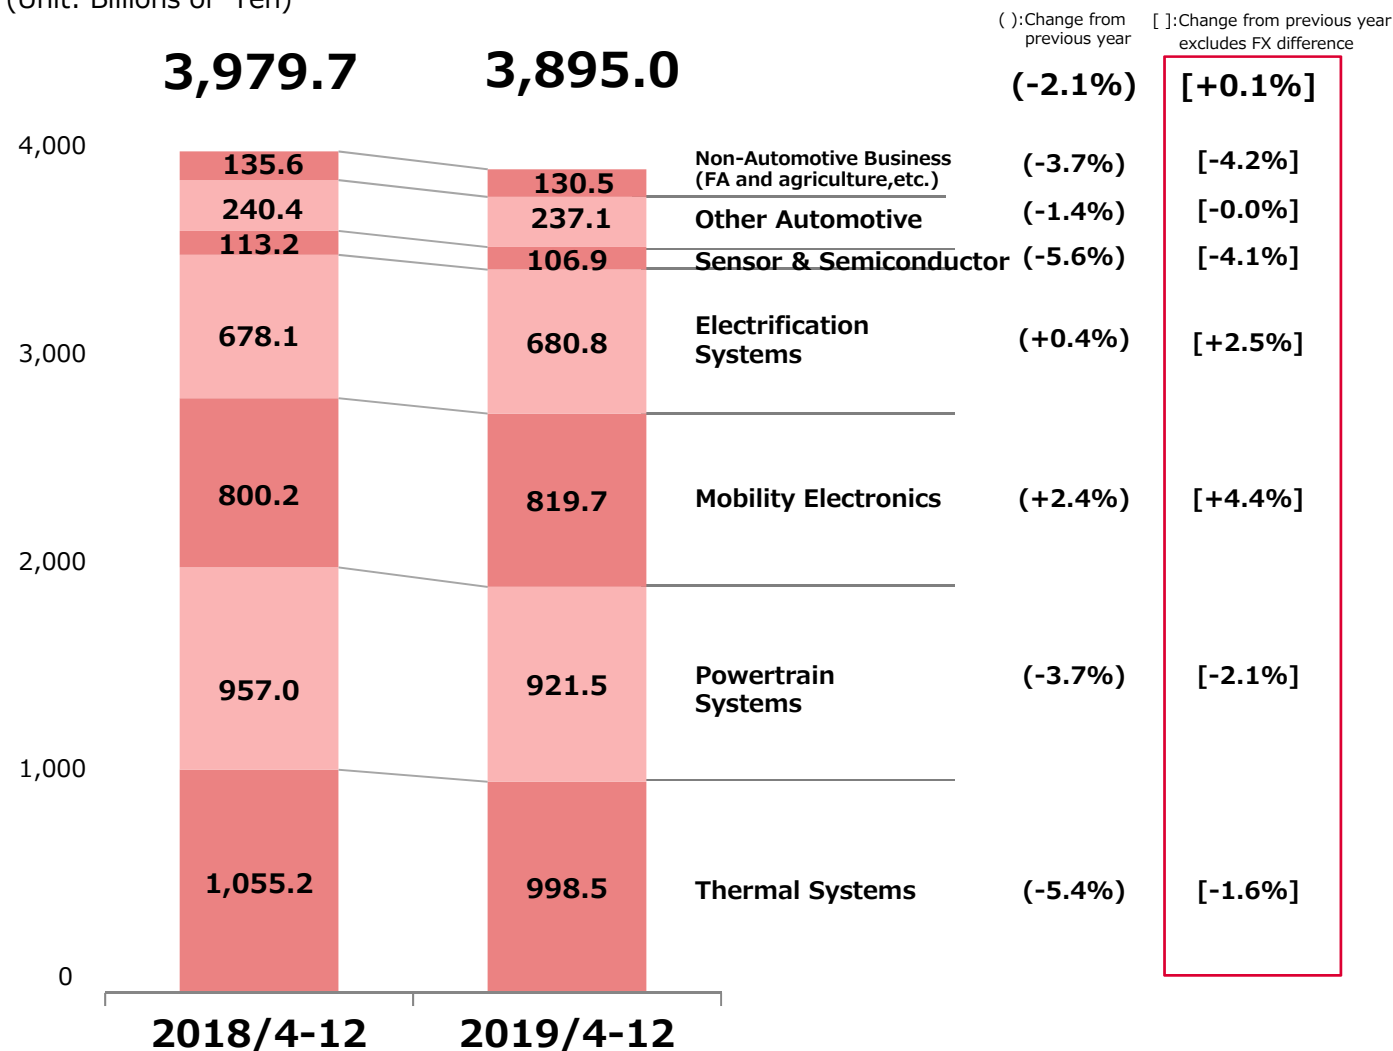 (Unit: Billions of Yen)
( ):Change from
previous year
[ ]:Change from previous year
excludes FX difference
3,979.7
3,895.0
(-2.1%)
[+0.1%]
4,000
3,000
2,000
1,000
0
135.6
240.4
113.2
678.1
800.2
957.0
1,055.2
130.5
237.1
106.9
680.8
819.7
921.5
998.5
Non-Automotive Business
(FA and agriculture,etc.)
(-3.7%)
[-4.2%]
Other Automotive
(-1.4%)
[-0.0%]
Sensor & Semiconductor
(-5.6%)
[-4.1%]
Electrification
Systems
(+0.4%)
[+2.5%]
Mobility Electronics
(+2.4%)
[+4.4%]
Powertrain
Systems
(-3.7%)
[-2.1%]
Thermal Systems
(-5.4%)
[-1.6%]
2018/4-12
2019/4-12